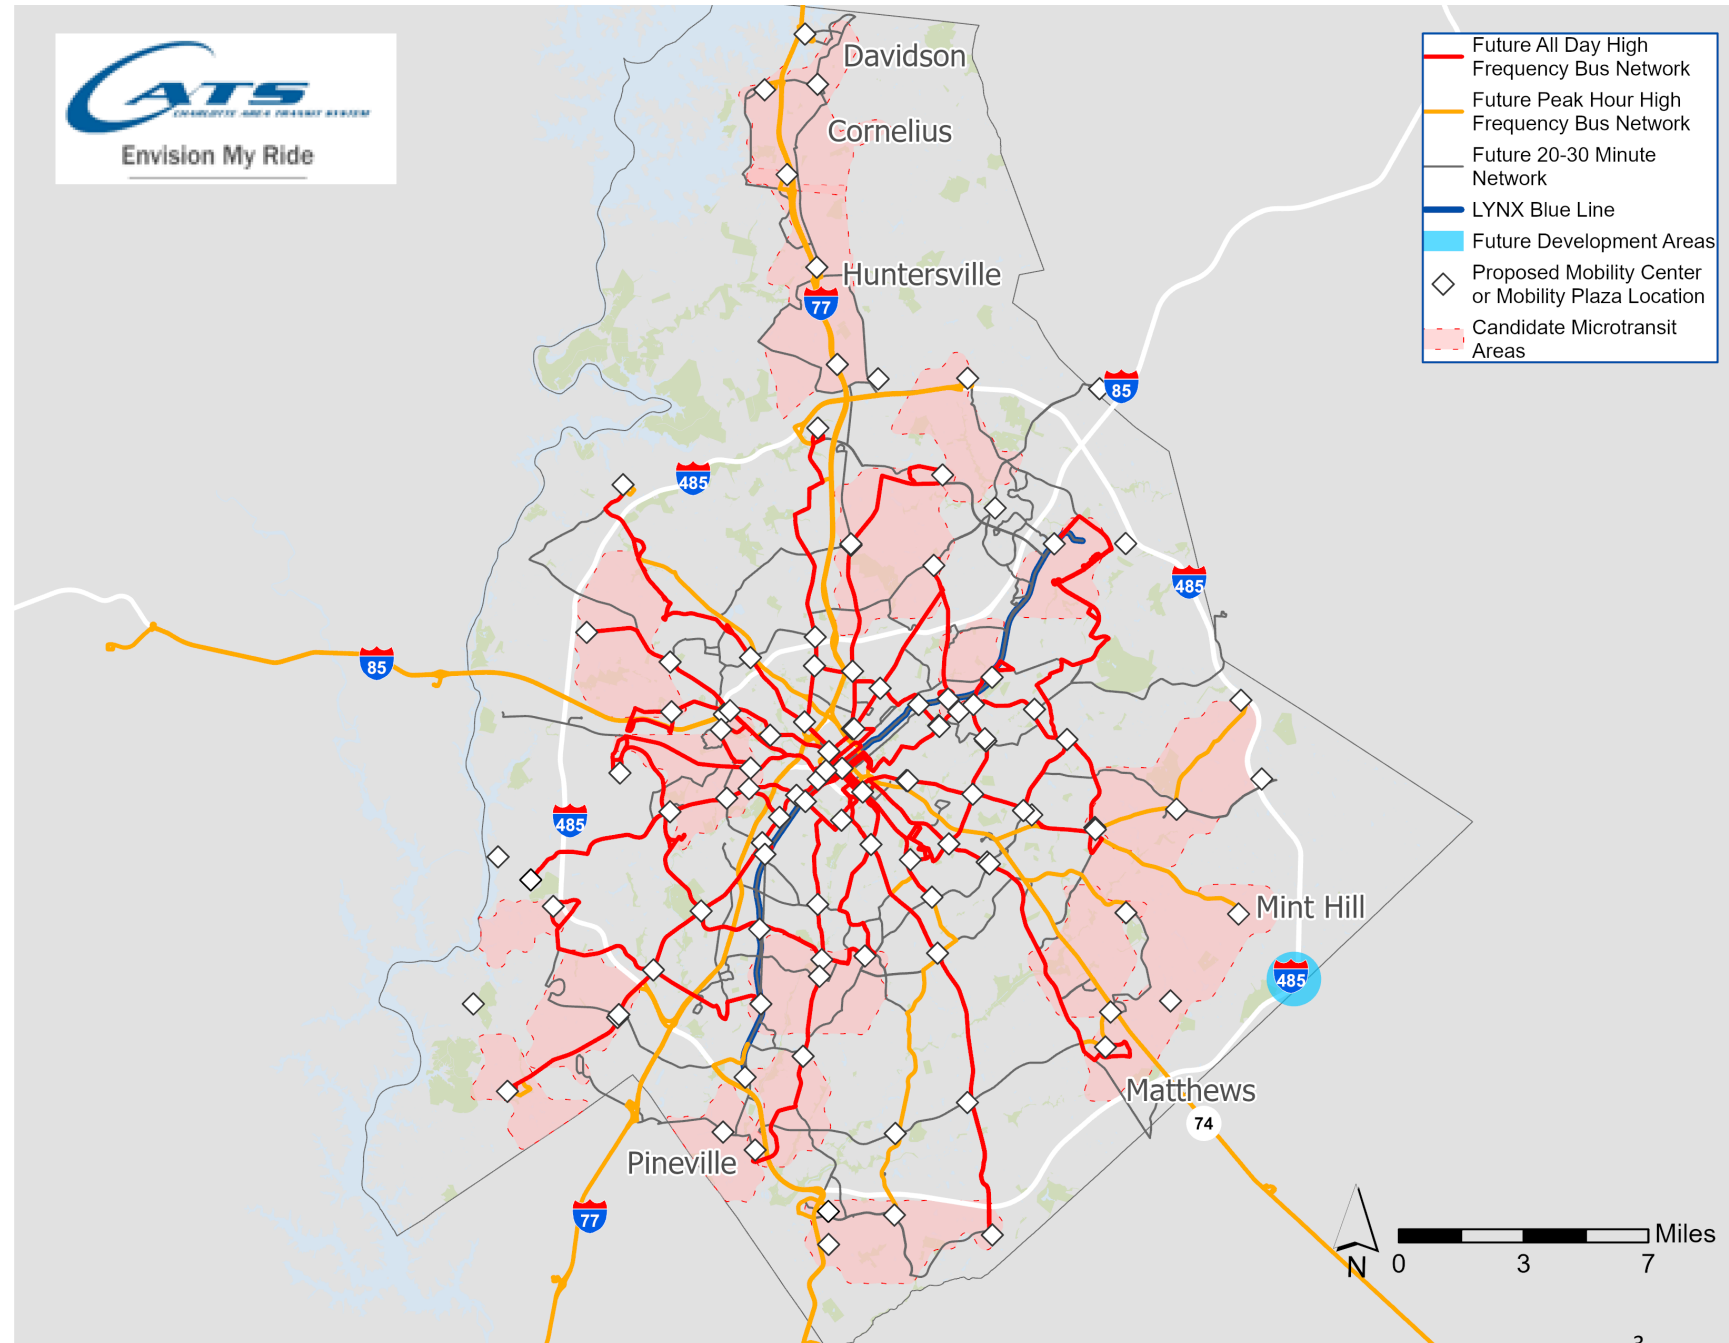 CATS
CHARLOTTE AREA TRANSIT SYSTEM
Envision My Ride
Future All Day High
Frequency Bus Network
Future Peak Hour High
Frequency Bus Network
Future 20-30 Minute
Network
LYNX Blue Line
Future Development Areas
Proposed Mobility Center
or Mobility Plaza Location
Candidate Microtransit
Areas
Davidson
Cornelius
Huntersville
77
85
485
485
85
485
Mint Hill
485
Matthews
74
Pineville
77
Miles
0 3 7
N
3